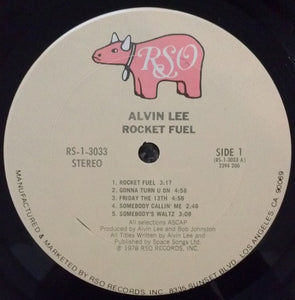 RSO
ALVIN LEE
ROCKET FUEL
RS-1-3033
STEREO
SIDE 1
(RS-1-3033 A)
2394 206
1. ROCKET FUEL 3:17
2. GONNA TURN U ON 4:58
3. FRIDAY THE 13TH 4:58
4. SOMEBODY CALLIN' ME 2:40
5. SOMEBODY'S WALTZ 3:08
All selections ASCAP
Produced by Alvin Lee and Bob Johnston
All Titles Written by Alvin Lee and
Published by Space Songs Ltd.
℗ 1978 RSO RECORDS, INC.
MANUFACTURED & MARKETED BY RSO RECORDS, INC. 8335 SUNSET BLVD. LOS ANGELES, CA 90069